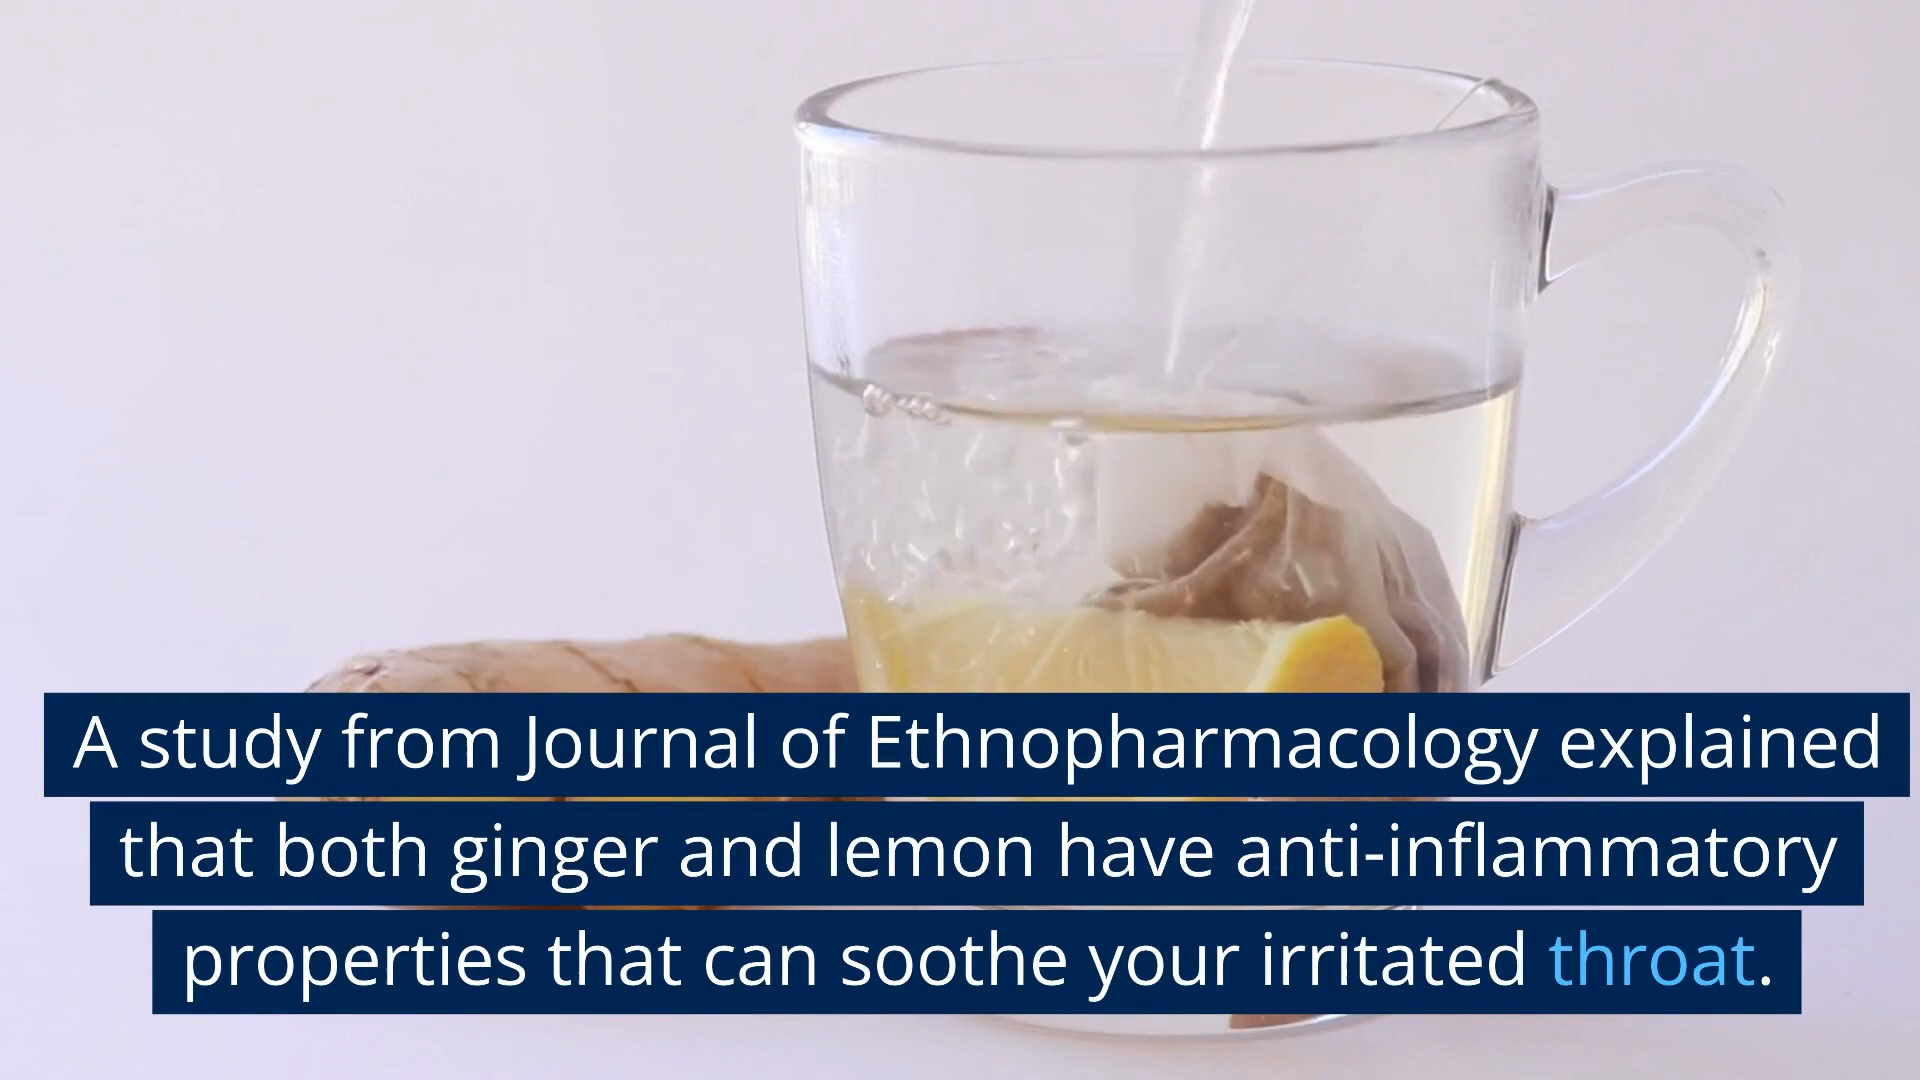 A study from Journal of Ethnopharmacology explained
that both ginger and lemon have anti-inflammatory
properties that can soothe your irritated throat.